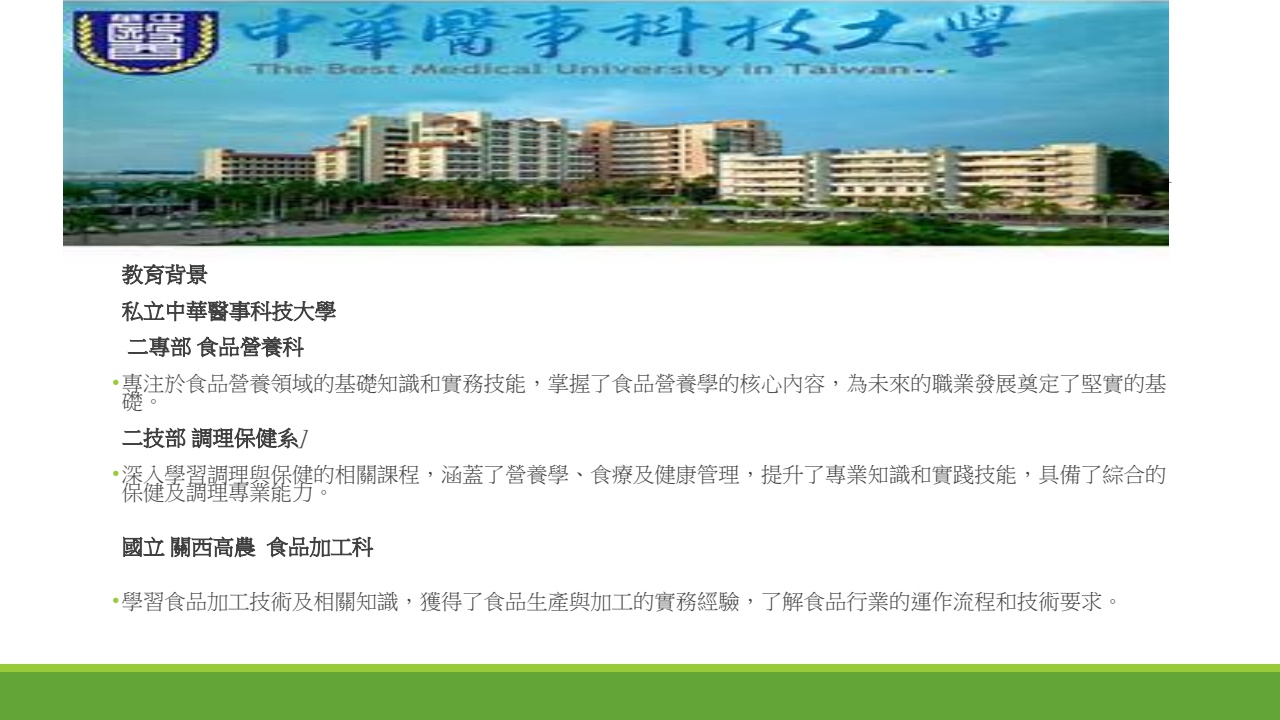 醫
中華醫事科技大學
The Best Medical University in Taiwan
教育背景
私立中華醫事科技大學
二專部 食品營養科
•專注於食品營養領域的基礎知識和實務技能，掌握了食品營養學的核心內容，為未來的職業發展奠定了堅實的基
礎。
二技部 調理保健系/
•深入學習調理與保健的相關課程，涵蓋了營養學、食療及健康管理，提升了專業知識和實踐技能，具備了綜合的
保健及調理專業能力。
國立 關西高農 食品加工科
•學習食品加工技術及相關知識，獲得了食品生產與加工的實務經驗，了解食品行業的運作流程和技術要求。